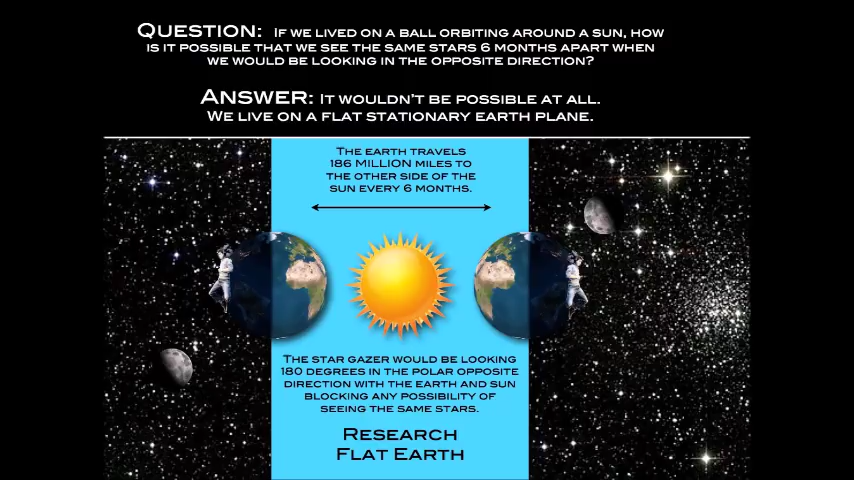 QUESTION: IF WE LIVED ON A BALL ORBITING AROUND A SUN, HOW
IS IT POSSIBLE THAT WE SEE THE SAME STARS 6 MONTHS APART WHEN
WE WOULD BE LOOKING IN THE OPPOSITE DIRECTION?
ANSWER: IT WOULDN'T BE POSSIBLE AT ALL.
WE LIVE ON A FLAT STATIONARY EARTH PLANE.
THE EARTH TRAVELS
186 MILLION MILES TO
THE OTHER SIDE OF THE
SUN EVERY 6 MONTHS.
THE STAR GAZER WOULD BE LOOKING
180 DEGREES IN THE POLAR OPPOSITE
DIRECTION WITH THE EARTH AND SUN
BLOCKING ANY POSSIBILITY OF
SEEING THE SAME STARS.
RESEARCH
FLAT EARTH